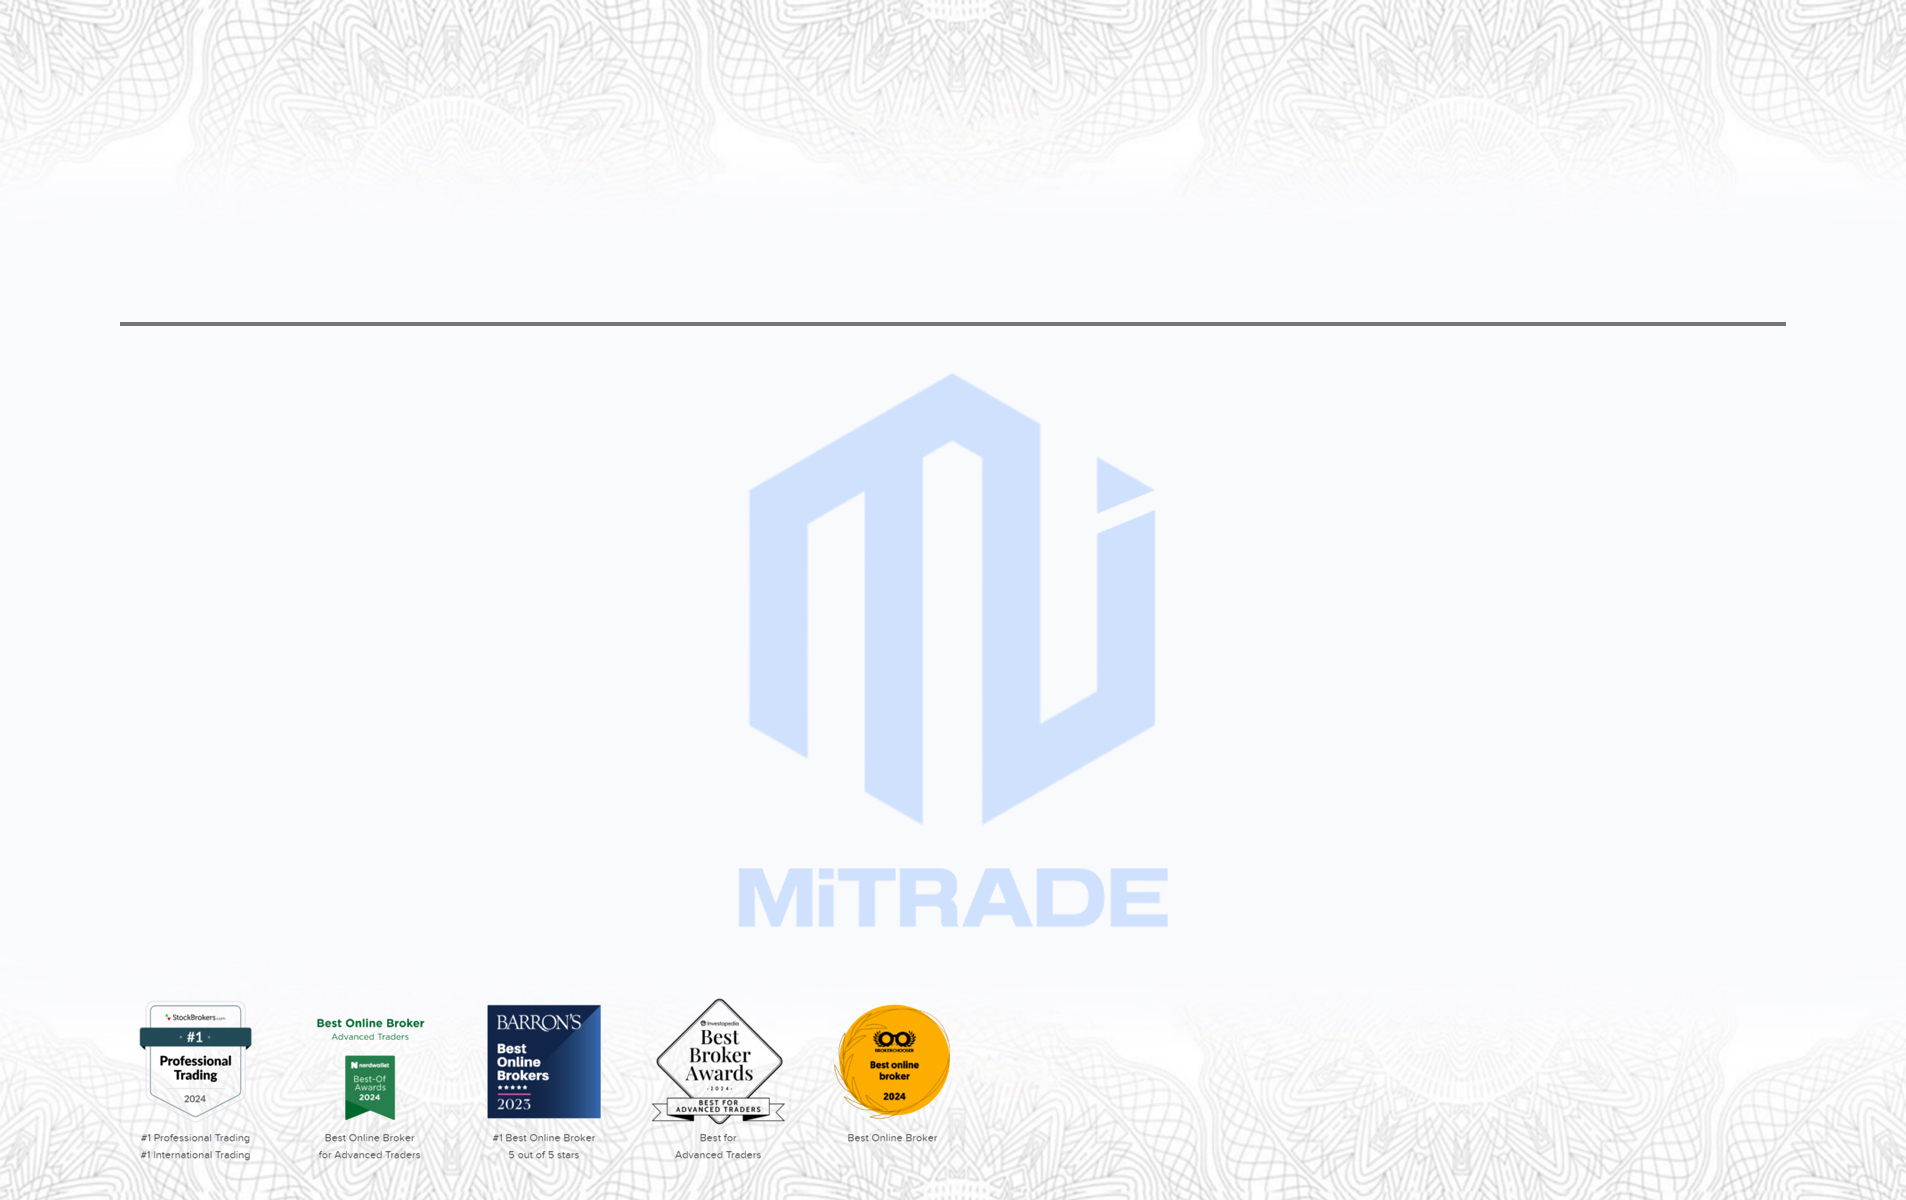 MiTRADE
StockBrokers.com
#1
Professional
Trading
2024
#1 Professional Trading
#1 International Trading
Best Online Broker
Advanced Traders
nerdwallet
Best-Of
Awards
2024
Best Online Broker
for Advanced Traders
BARRON'S
Best
Online
Brokers
★★★★★
2023
#1 Best Online Broker
5 out of 5 stars
Investopedia
Best
Broker
Awards
·2024·
BEST FOR
ADVANCED TRADERS
Best for
Advanced Traders
BROKERCHOOSER
Best online
broker
2024
Best Online Broker